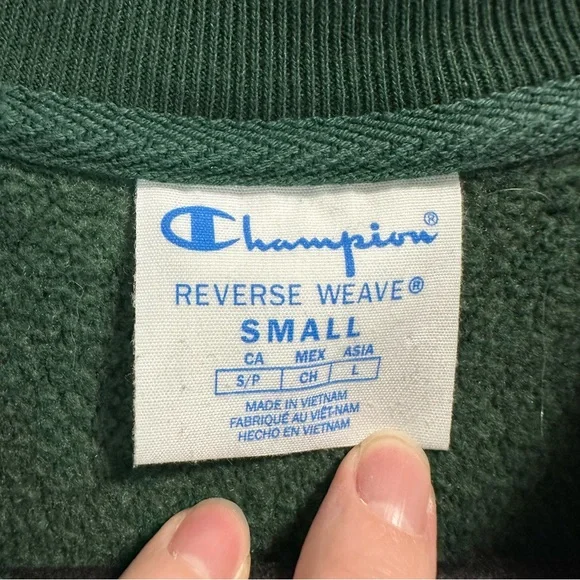 Champion®
REVERSE WEAVE®
SMALL
CA MEX ASIA
S/P CH L
MADE IN VIETNAM
FABRIQUÉ AU VIÊT-NAM
HECHO EN VIETNAM